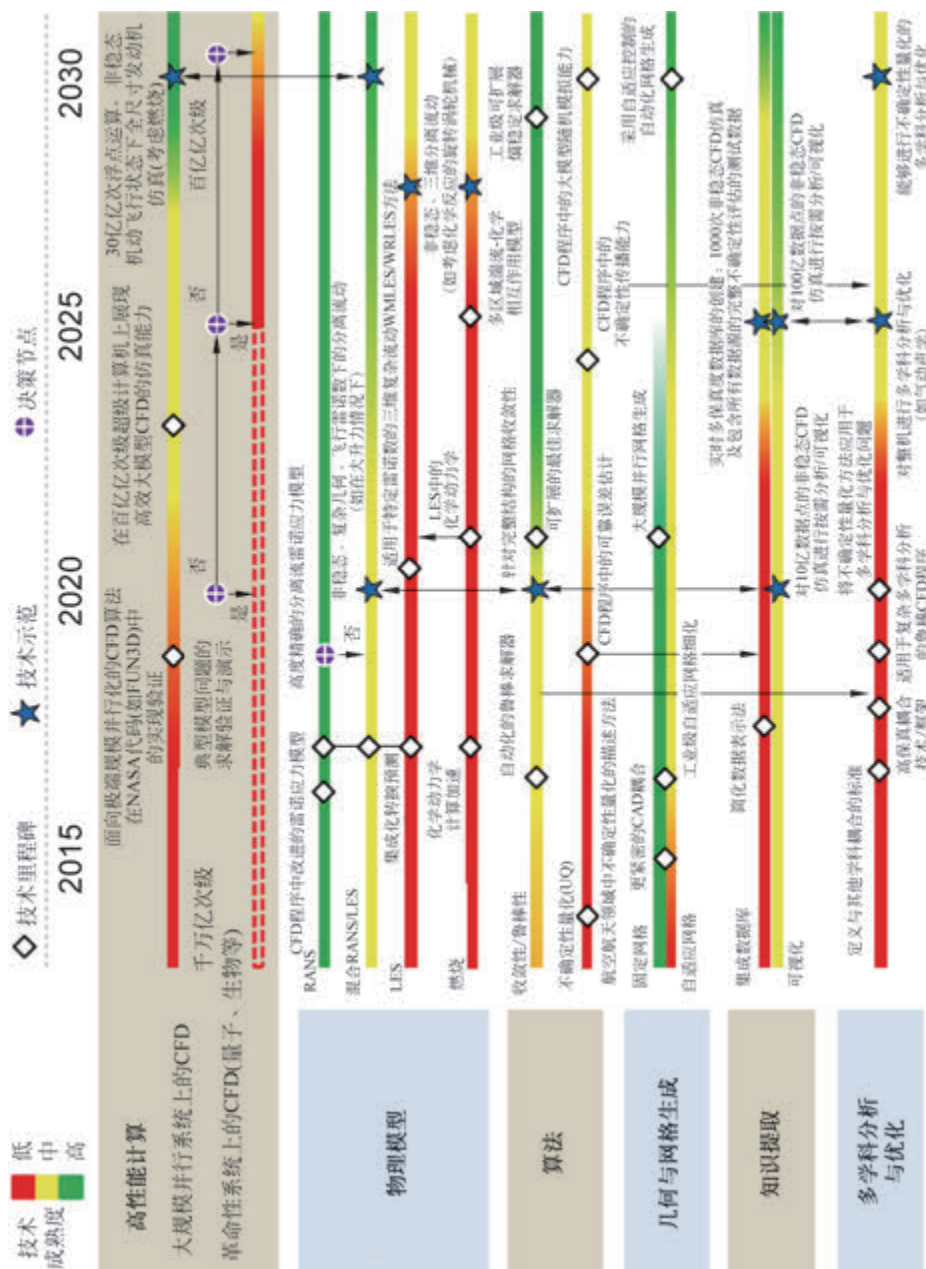 技术
成熟度
低
中
高
技术里程碑
技术示范
决策节点
2015
2020
2025
2030
高性能计算
大规模并行系统上的CFD
革命性系统上的CFD(量子、生物等)
面向极端规模并行化的CFD算法
在NASA代码(如FUN3D)中
的实现验证
在百亿亿次级超级计算机上展现
高效大模型CFD的仿真能力
30亿亿次浮点运算、非稳态、
机动飞行状态下全尺寸发动机
仿真(考虑燃烧)
千万亿次级
典型模型问题的
求解验证与演示
否
是
否
是
百亿亿次级
物理模型
RANS
CFD程序中改进的雷诺应力模型
高度精确的分离流雷诺应力模型
否
混合RANS/LES
非稳态、复杂几何、飞行雷诺数下的分离流动
(如在大升力情况下)
LES
集成化转捩预测
适用于特定雷诺数的三维复杂流动WMLES/WRLES方法
燃烧
化学动力学
计算加速
LES中的
化学动力学
非稳态、三维分离流动
(如考虑化学反应的旋转涡轮机械)
多区域湍流-化学
相互作用模型
算法
收敛性/鲁棒性
自动化的鲁棒求解器
针对完整结构的网格收敛性
可扩展的最佳求解器
工业级可扩展
熵稳定求解器
不确定性量化(UQ)
航空航天领域中不确定性量化的描述方法
CFD程序中的可靠误差估计
CFD程序中的大模型随机模拟能力
CFD程序中的
不确定性传播能力
几何与网格生成
固定网格
更紧密的CAD耦合
大规模并行网格生成
采用自适应控制的
自动化网格生成
自适应网格
工业级自适应网格细化
知识提取
集成数据库
简化数据表示法
实时多保真度数据库的创建:1000次非稳态CFD仿真
及包含所有数据源的完整不确定性评估的测试数据
可视化
对10亿数据点的非稳态CFD
仿真进行按需分析/可视化
对100亿数据点的非稳态CFD
仿真进行按需分析/可视化
多学科分析
与优化
定义与其他学科耦合的标准
高保真耦合
技术/框架
适用于复杂多学科分析
的鲁棒CFD程序
将不确定性量化方法应用于
多学科分析与优化问题
对整机进行多学科分析与优化
(如气动声学)
能够进行不确定性量化的
多学科分析与优化